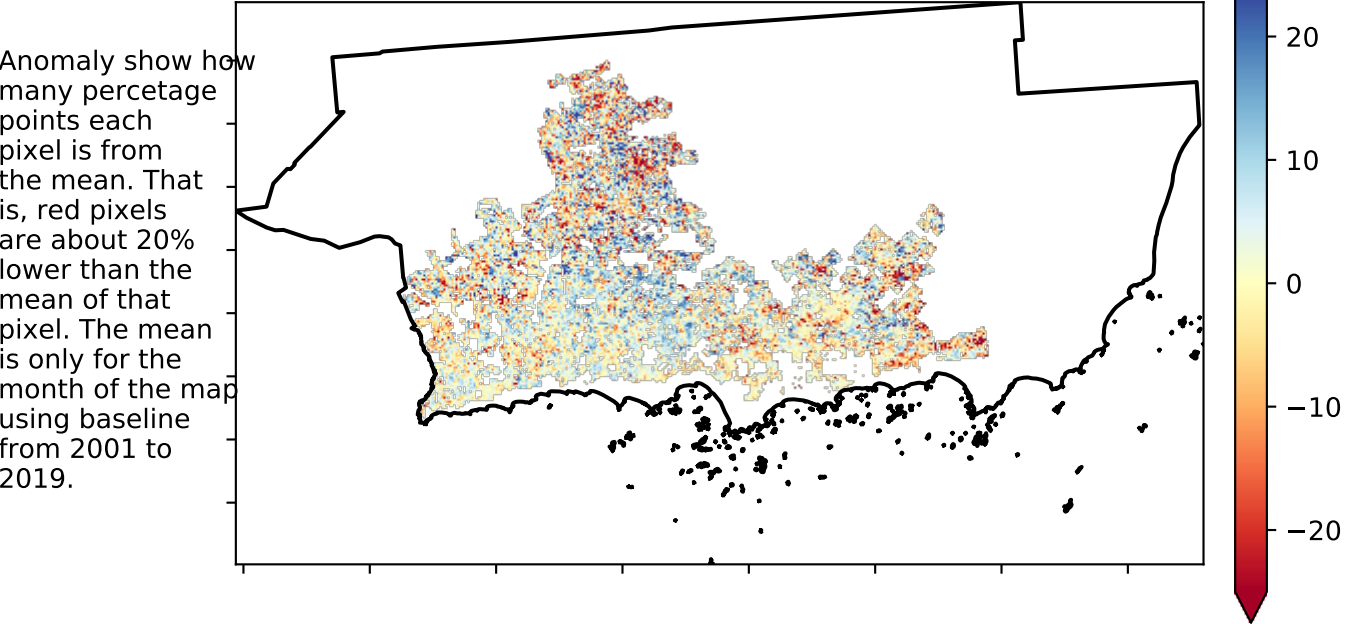 Anomaly show how
many percetage
points each
pixel is from
the mean. That
is, red pixels
are about 20%
lower than the
mean of that
pixel. The mean
is only for the
month of the map
using baseline
from 2001 to
2019.
20
10
0
−10
−20